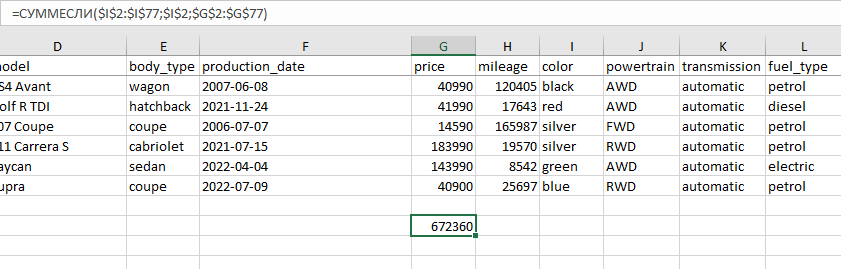 =СУММЕСЛИ($I$2:$I$77;$I$2;$G$2:$G$77)
D E F G H I J K L
odel body_type production_date price mileage color powertrain transmission fuel_type
S4 Avant wagon 2007-06-08 40990 120405 black AWD automatic petrol
olf R TDI hatchback 2021-11-24 41990 17643 red AWD automatic diesel
07 Coupe coupe 2006-07-07 14590 165987 silver FWD automatic petrol
11 Carrera S cabriolet 2021-07-15 183990 19570 silver RWD automatic petrol
aycan sedan 2022-04-04 143990 8542 green AWD automatic electric
upra coupe 2022-07-09 40900 25697 blue RWD automatic petrol
672360